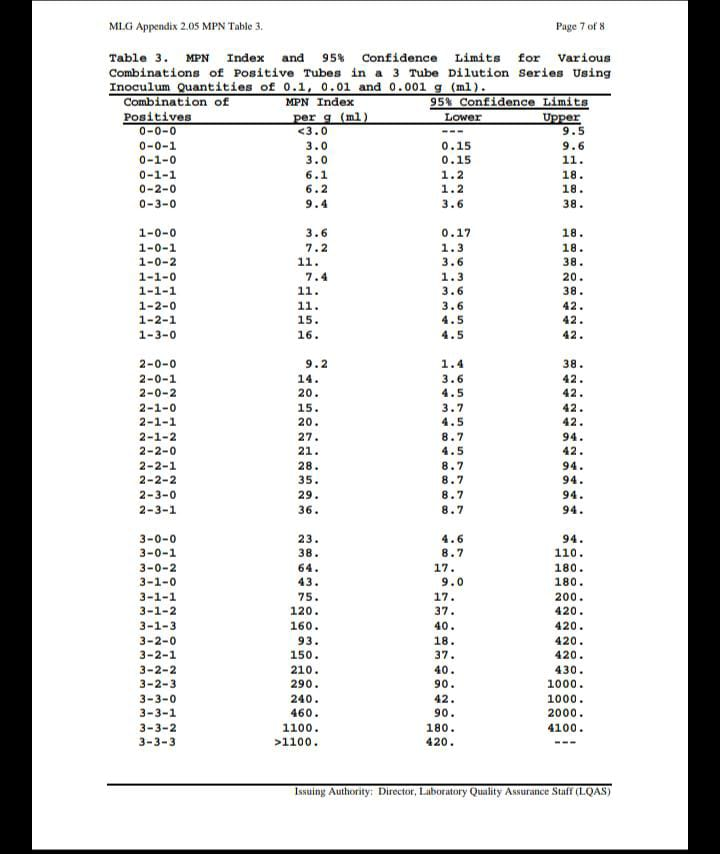 MLG Appendix 2.05 MPN Table 3. Page 7 of 8
Table 3. MPN Index and 95% Confidence Limits for Various
Combinations of Positive Tubes in a 3 Tube Dilution Series Using
Inoculum Quantities of 0.1, 0.01 and 0.001 g (ml).
Combination of MPN Index 95% Confidence Limits
Positives per g (ml) Lower Upper
0-0-0 <3.0 --- 9.5
0-0-1 3.0 0.15 9.6
0-1-0 3.0 0.15 11.
0-1-1 6.1 1.2 18.
0-2-0 6.2 1.2 18.
0-3-0 9.4 3.6 38.
1-0-0 3.6 0.17 18.
1-0-1 7.2 1.3 18.
1-0-2 11. 3.6 38.
1-1-0 7.4 1.3 20.
1-1-1 11. 3.6 38.
1-2-0 11. 3.6 42.
1-2-1 15. 4.5 42.
1-3-0 16. 4.5 42.
2-0-0 9.2 1.4 38.
2-0-1 14. 3.6 42.
2-0-2 20. 4.5 42.
2-1-0 15. 3.7 42.
2-1-1 20. 4.5 42.
2-1-2 27. 8.7 94.
2-2-0 21. 4.5 42.
2-2-1 28. 8.7 94.
2-2-2 35. 8.7 94.
2-3-0 29. 8.7 94.
2-3-1 36. 8.7 94.
3-0-0 23. 4.6 94.
3-0-1 38. 8.7 110.
3-0-2 64. 17. 180.
3-1-0 43. 9.0 180.
3-1-1 75. 17. 200.
3-1-2 120. 37. 420.
3-1-3 160. 40. 420.
3-2-0 93. 18. 420.
3-2-1 150. 37. 420.
3-2-2 210. 40. 430.
3-2-3 290. 90. 1000.
3-3-0 240. 42. 1000.
3-3-1 460. 90. 2000.
3-3-2 1100. 180. 4100.
3-3-3 >1100. 420. ---
Issuing Authority: Director, Laboratory Quality Assurance Staff (LQAS)